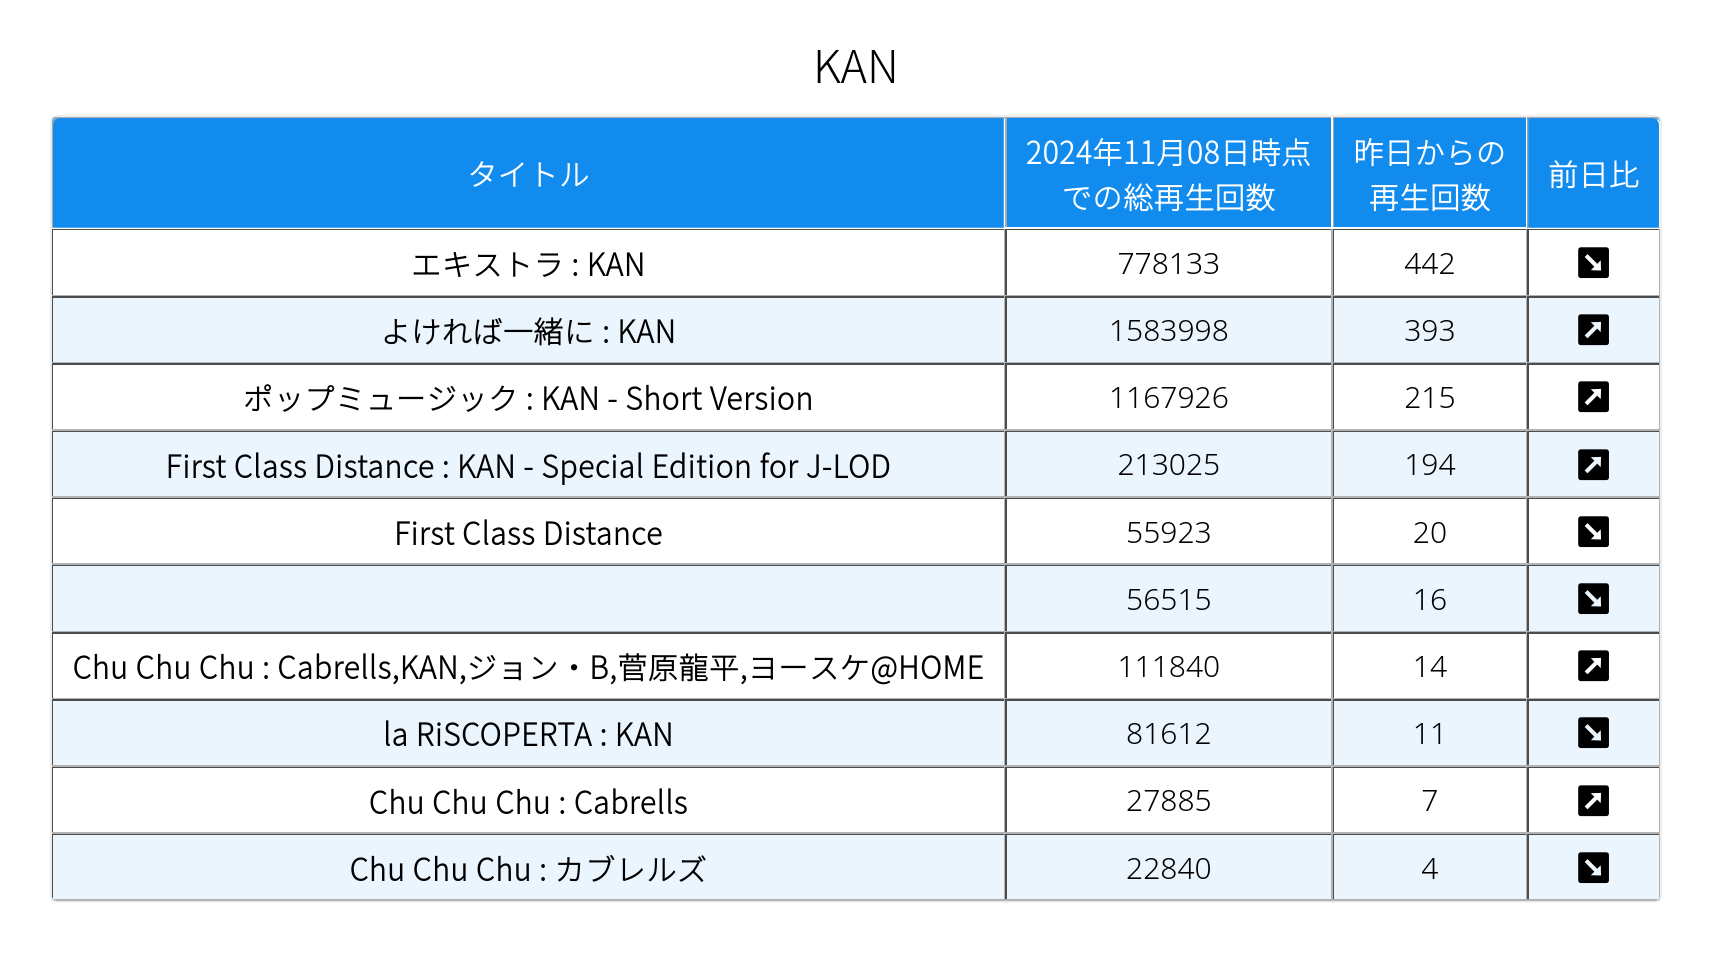 KAN
タイトル 2024年11月08日時点での総再生回数 昨日からの再生回数 前日比
エキストラ : KAN 778133 442
よければ一緒に : KAN 1583998 393
ポップミュージック : KAN - Short Version 1167926 215
First Class Distance : KAN - Special Edition for J-LOD 213025 194
First Class Distance 55923 20
56515 16
Chu Chu Chu : Cabrells,KAN,ジョン・B,菅原龍平,ヨースケ@HOME 111840 14
la RiSCOPERTA : KAN 81612 11
Chu Chu Chu : Cabrells 27885 7
Chu Chu Chu : カブレルズ 22840 4